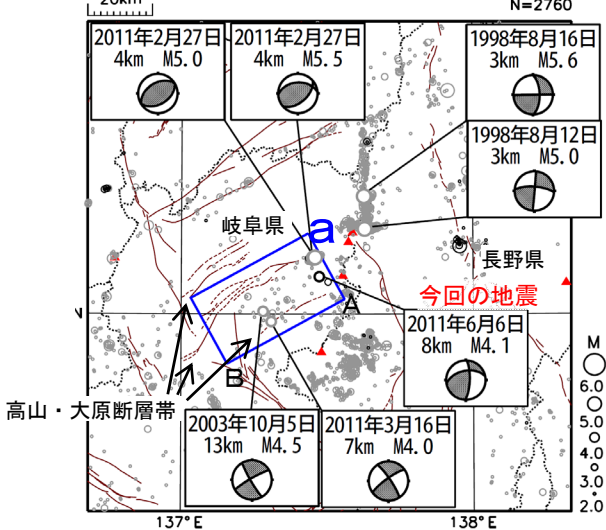 20km
N=2760
2011年2月27日
4km M5.0
2011年2月27日
4km M5.5
1998年8月16日
3km M5.6
1998年8月12日
3km M5.0
岐阜県
a
長野県
A
今回の地震
2011年6月6日
8km M4.1
B
高山・大原断層帯
2003年10月5日
13km M4.5
2011年3月16日
7km M4.0
M
6.0
5.0
4.0
3.0
2.0
137°E
138°E